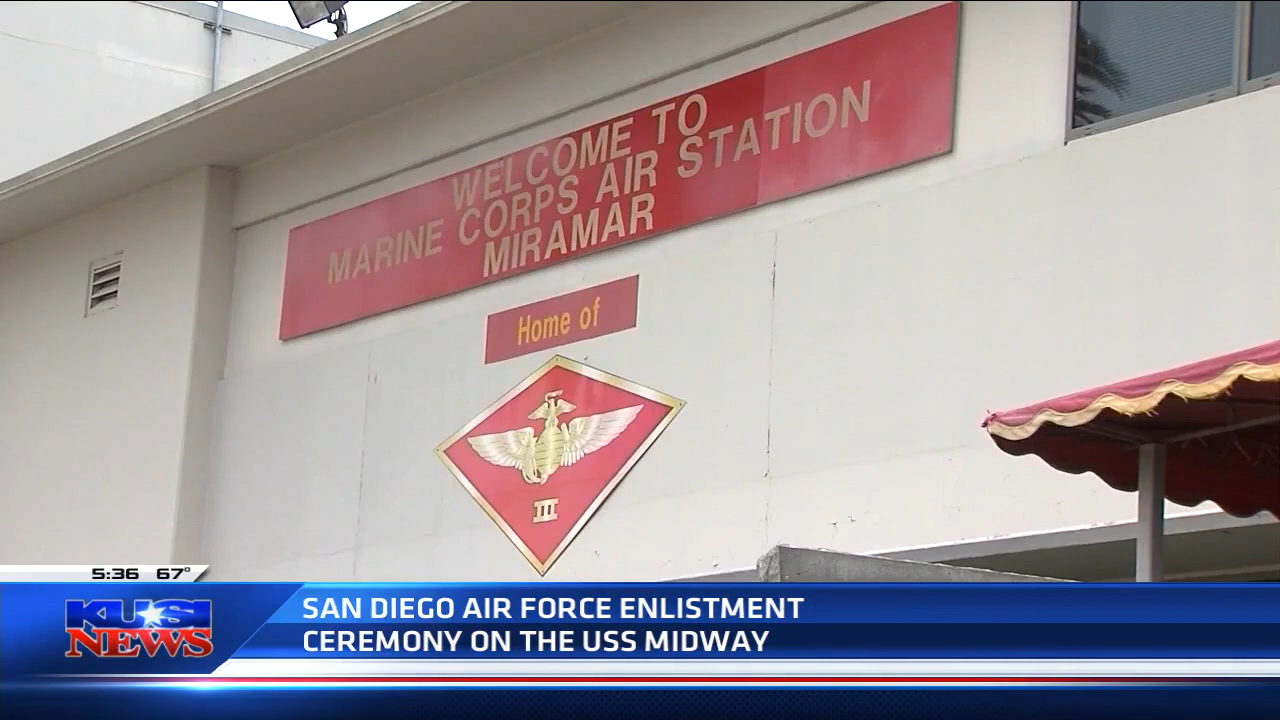 WELCOME TO
MARINE CORPS AIR STATION
MIRAMAR
Home of
III
5:36 67°
KUSI
NEWS
SAN DIEGO AIR FORCE ENLISTMENT
CEREMONY ON THE USS MIDWAY